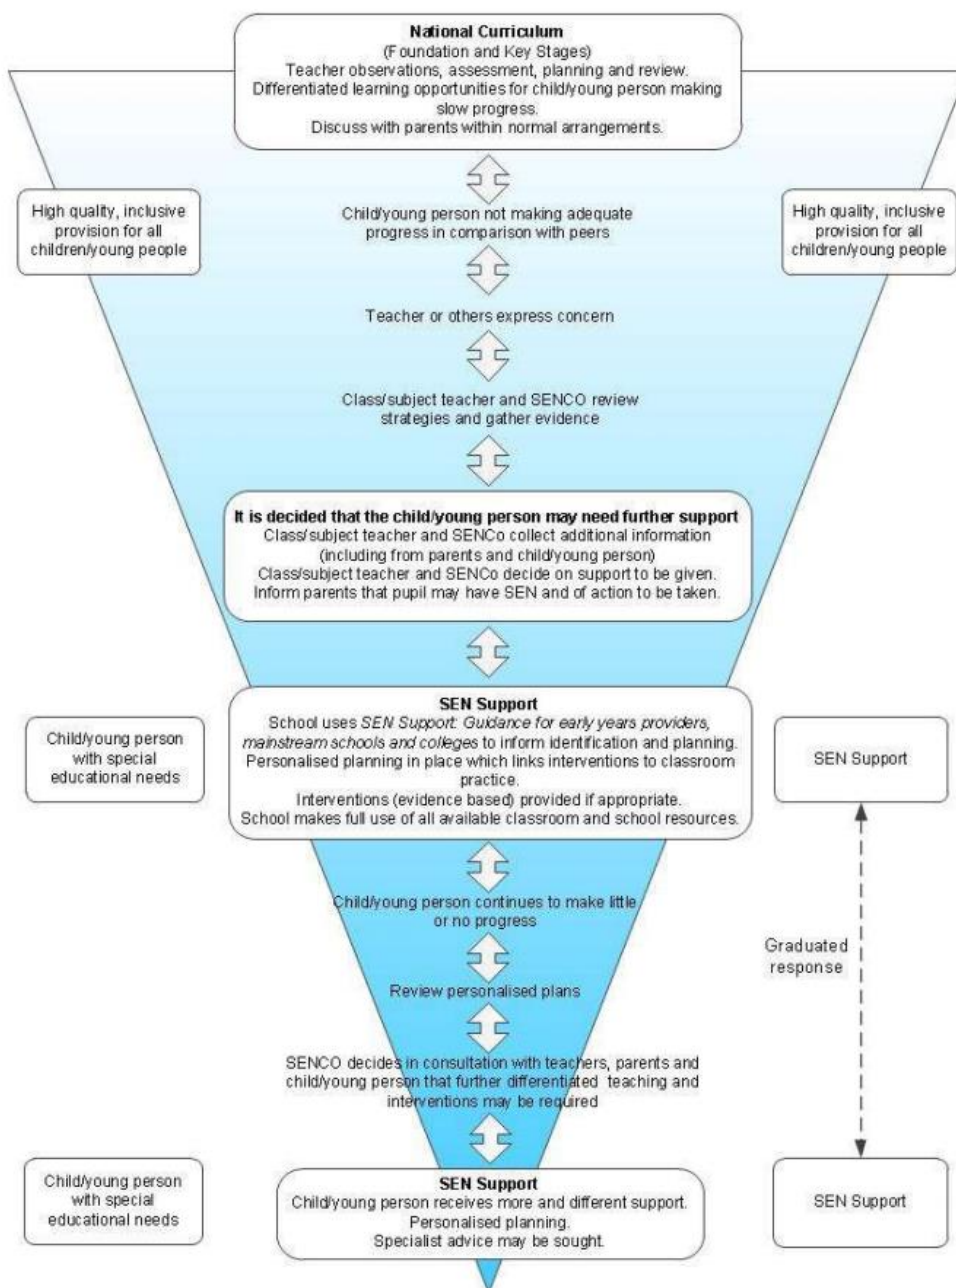 National Curriculum
(Foundation and Key Stages)
Teacher observations, assessment, planning and review.
Differentiated learning opportunities for child/young person making
slow progress.
Discuss with parents within normal arrangements.
High quality, inclusive
provision for all
children/young people
Child/young person not making adequate
progress in comparison with peers
High quality, inclusive
provision for all
children/young people
Teacher or others express concern
Class/subject teacher and SENCO review
strategies and gather evidence
It is decided that the child/young person may need further support
Class/subject teacher and SENCo collect additional information
(including from parents and child/young person)
Class/subject teacher and SENCo decide on support to be given.
Inform parents that pupil may have SEN and of action to be taken.
Child/young person
with special
educational needs
SEN Support
School uses SEN Support: Guidance for early years providers,
mainstream schools and colleges to inform identification and planning.
Personalised planning in place which links interventions to classroom
practice.
Interventions (evidence based) provided if appropriate.
School makes full use of all available classroom and school resources.
SEN Support
Child/young person continues to make little
or no progress
Graduated
response
Review personalised plans
SENCO decides in consultation with teachers, parents and
child/young person that further differentiated teaching and
interventions may be required
Child/young person
with special
educational needs
SEN Support
Child/young person receives more and different support.
Personalised planning.
Specialist advice may be sought.
SEN Support